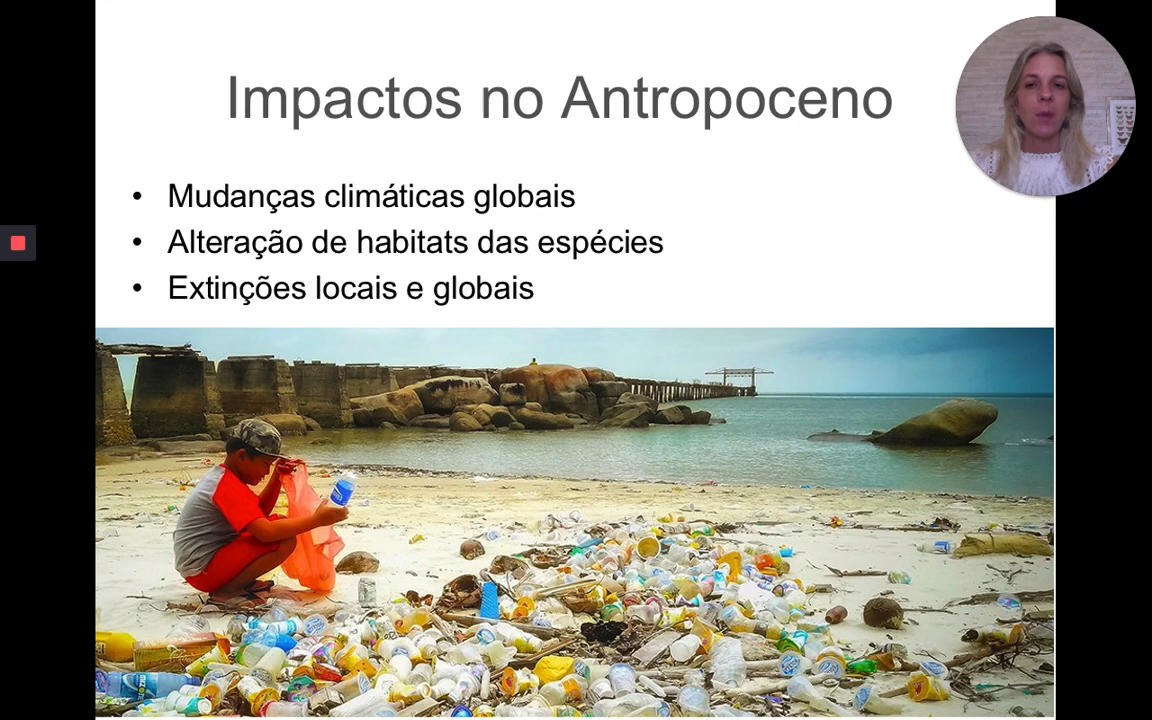 Impactos no Antropoceno
• Mudanças climáticas globais
• Alteração de habitats das espécies
• Extinções locais e globais